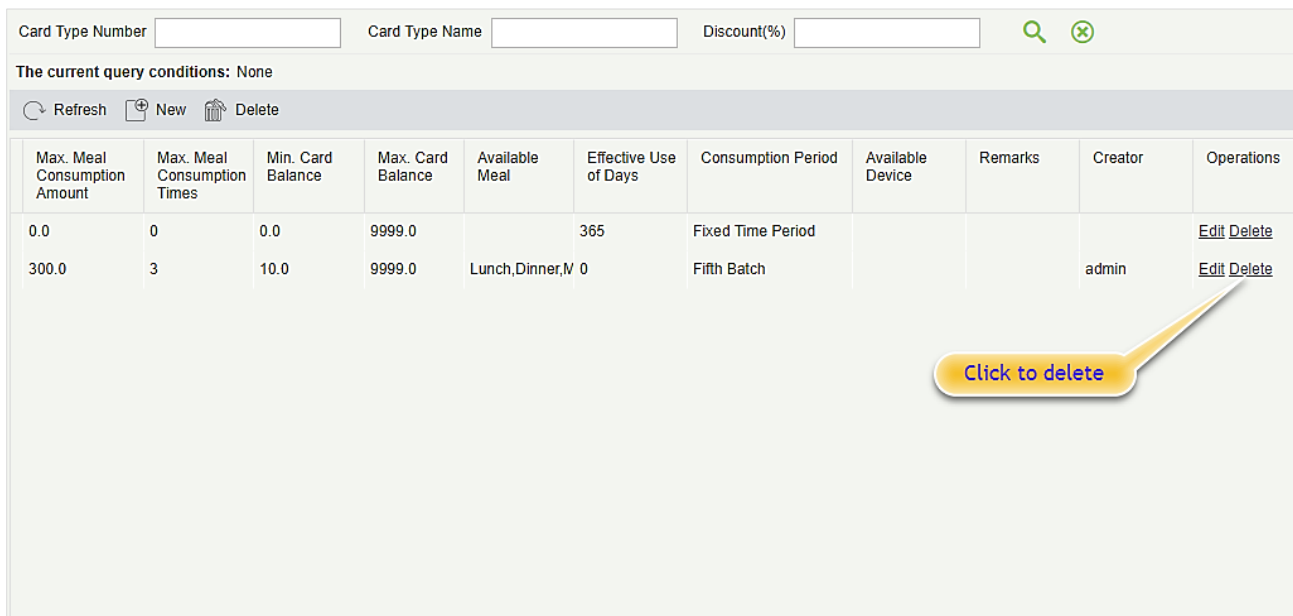 Card Type Number Card Type Name Discount(%)
The current query conditions: None
Refresh New Delete
Max. Meal Consumption Amount Max. Meal Consumption Times Min. Card Balance Max. Card Balance Available Meal Effective Use of Days Consumption Period Available Device Remarks Creator Operations
0.0 0 0.0 9999.0 365 Fixed Time Period Edit Delete
300.0 3 10.0 9999.0 Lunch,Dinner,M 0 Fifth Batch admin Edit Delete
Click to delete